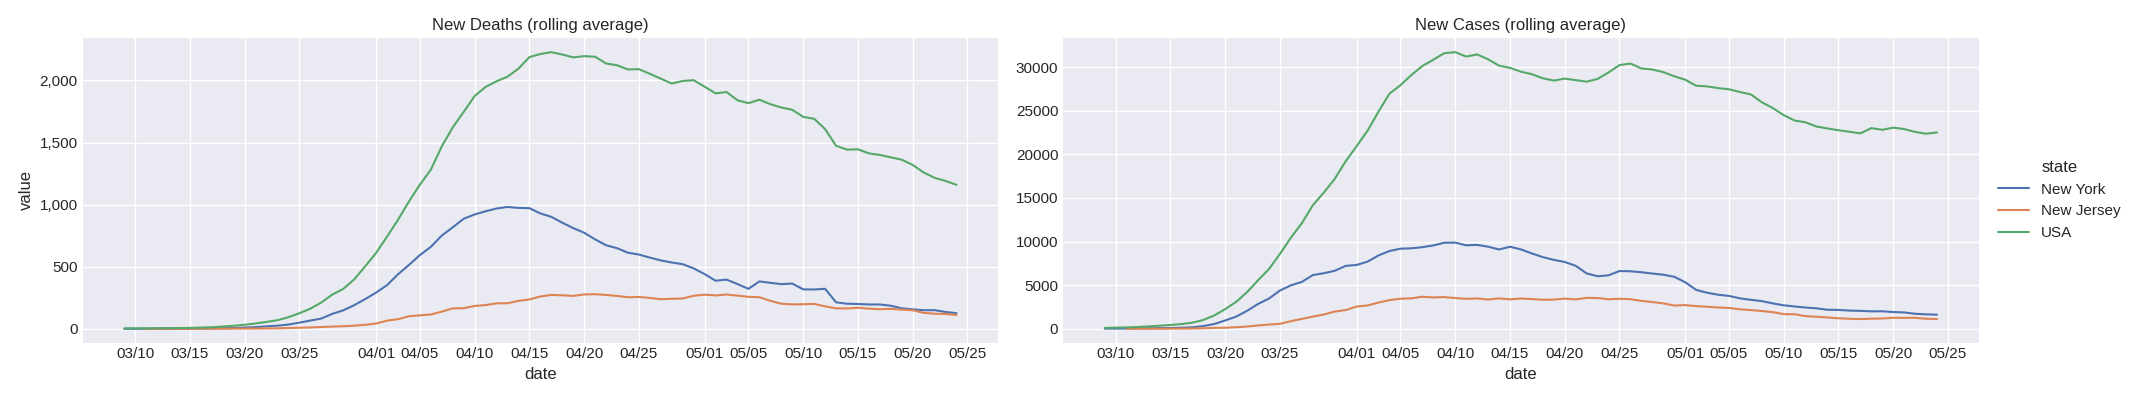 New Deaths (rolling average)
value
2,000
1,500
1,000
500
0
03/10 03/15 03/20 03/25 04/01 04/05 04/10 04/15 04/20 04/25 05/01 05/05 05/10 05/15 05/20 05/25
date
New Cases (rolling average)
30000
25000
20000
15000
10000
5000
0
03/10 03/15 03/20 03/25 04/01 04/05 04/10 04/15 04/20 04/25 05/01 05/05 05/10 05/15 05/20 05/25
date
state
New York
New Jersey
USA